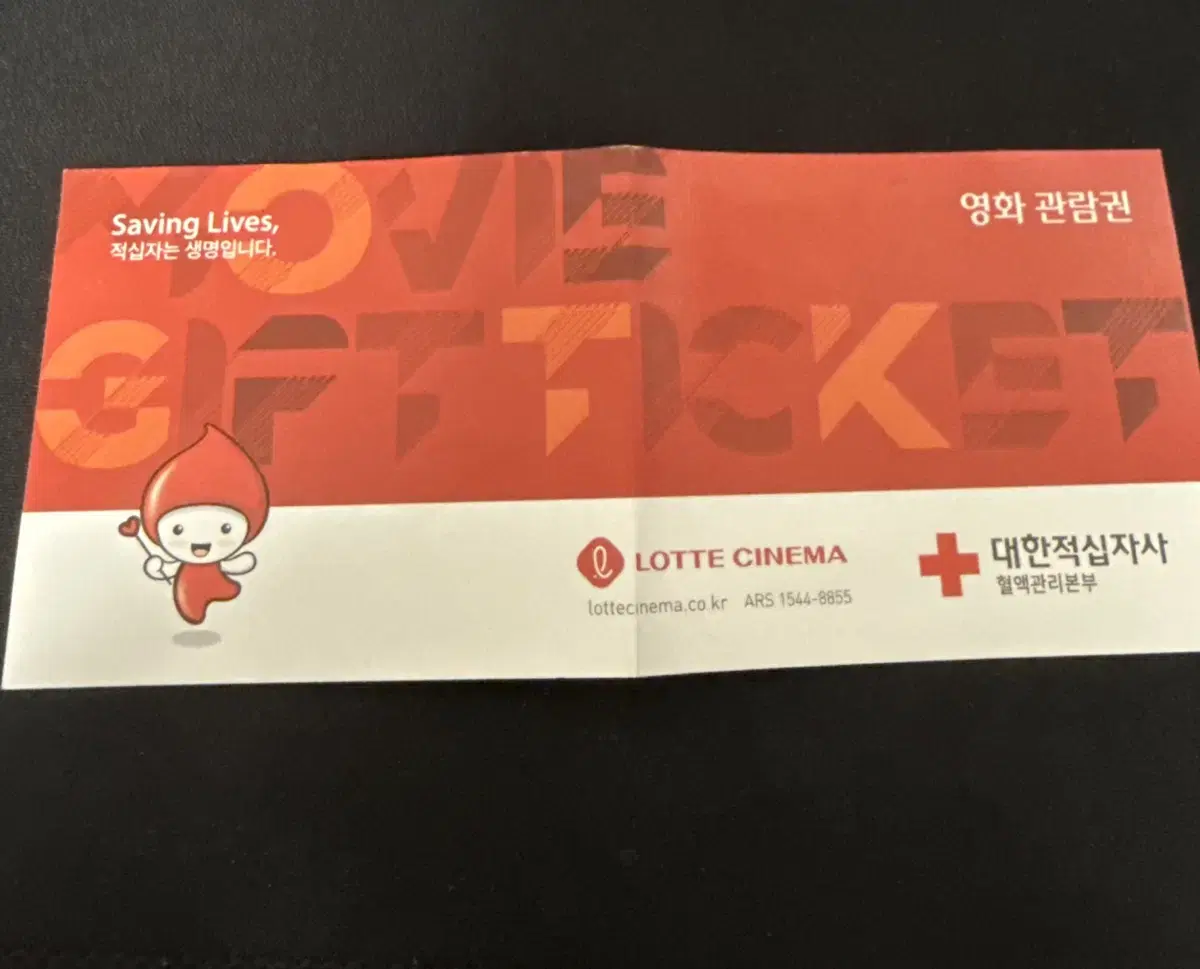 MOVIE
Saving Lives,
적십자는 생명입니다.
영화 관람권
GIFT TICKET
LOTTE CINEMA
lottecinema.co.kr ARS 1544-8855
대한적십자사
혈액관리본부